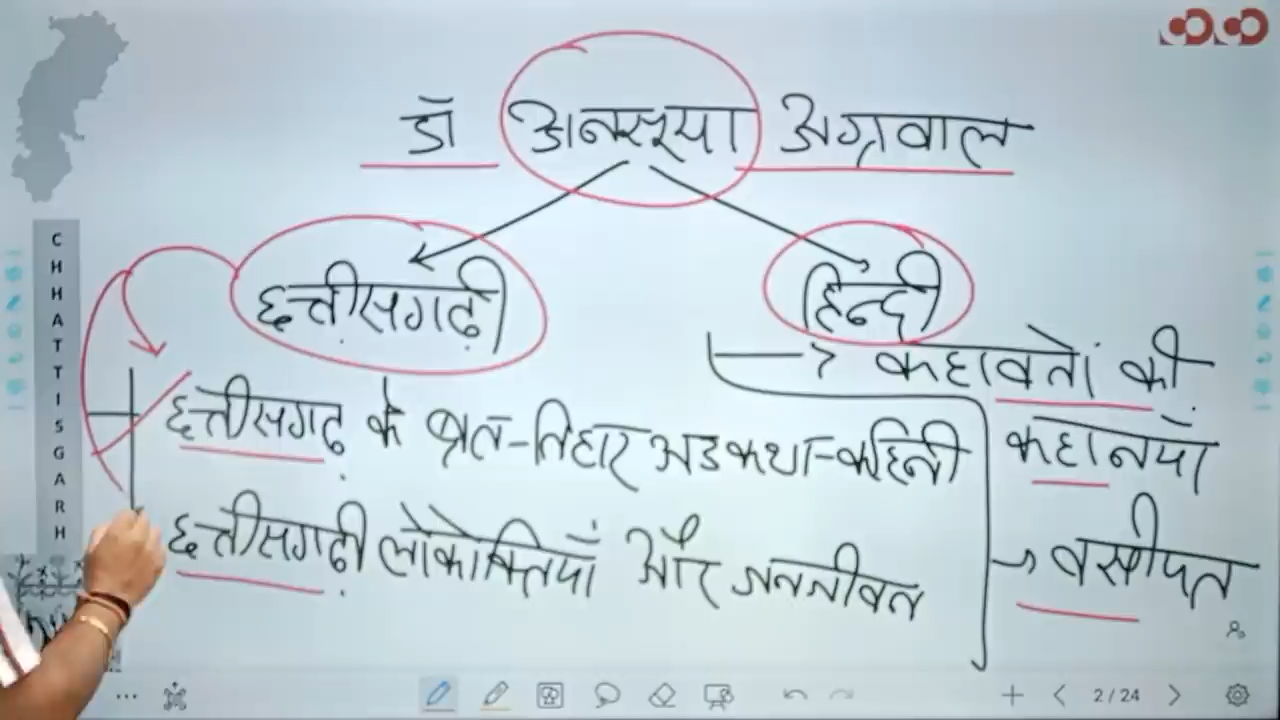 डॉ अनसूया अग्रवाल
छत्तीसगढ़ी
हिन्दी
कहावतों की
कहानियाँ
वसीयत
छत्तीसगढ़ के व्रत-तिहार अउ कथा-कहिनी
छत्तीसगढ़ी लोकोक्तियाँ और जनजीवन
CHHATTISGARH
2/24